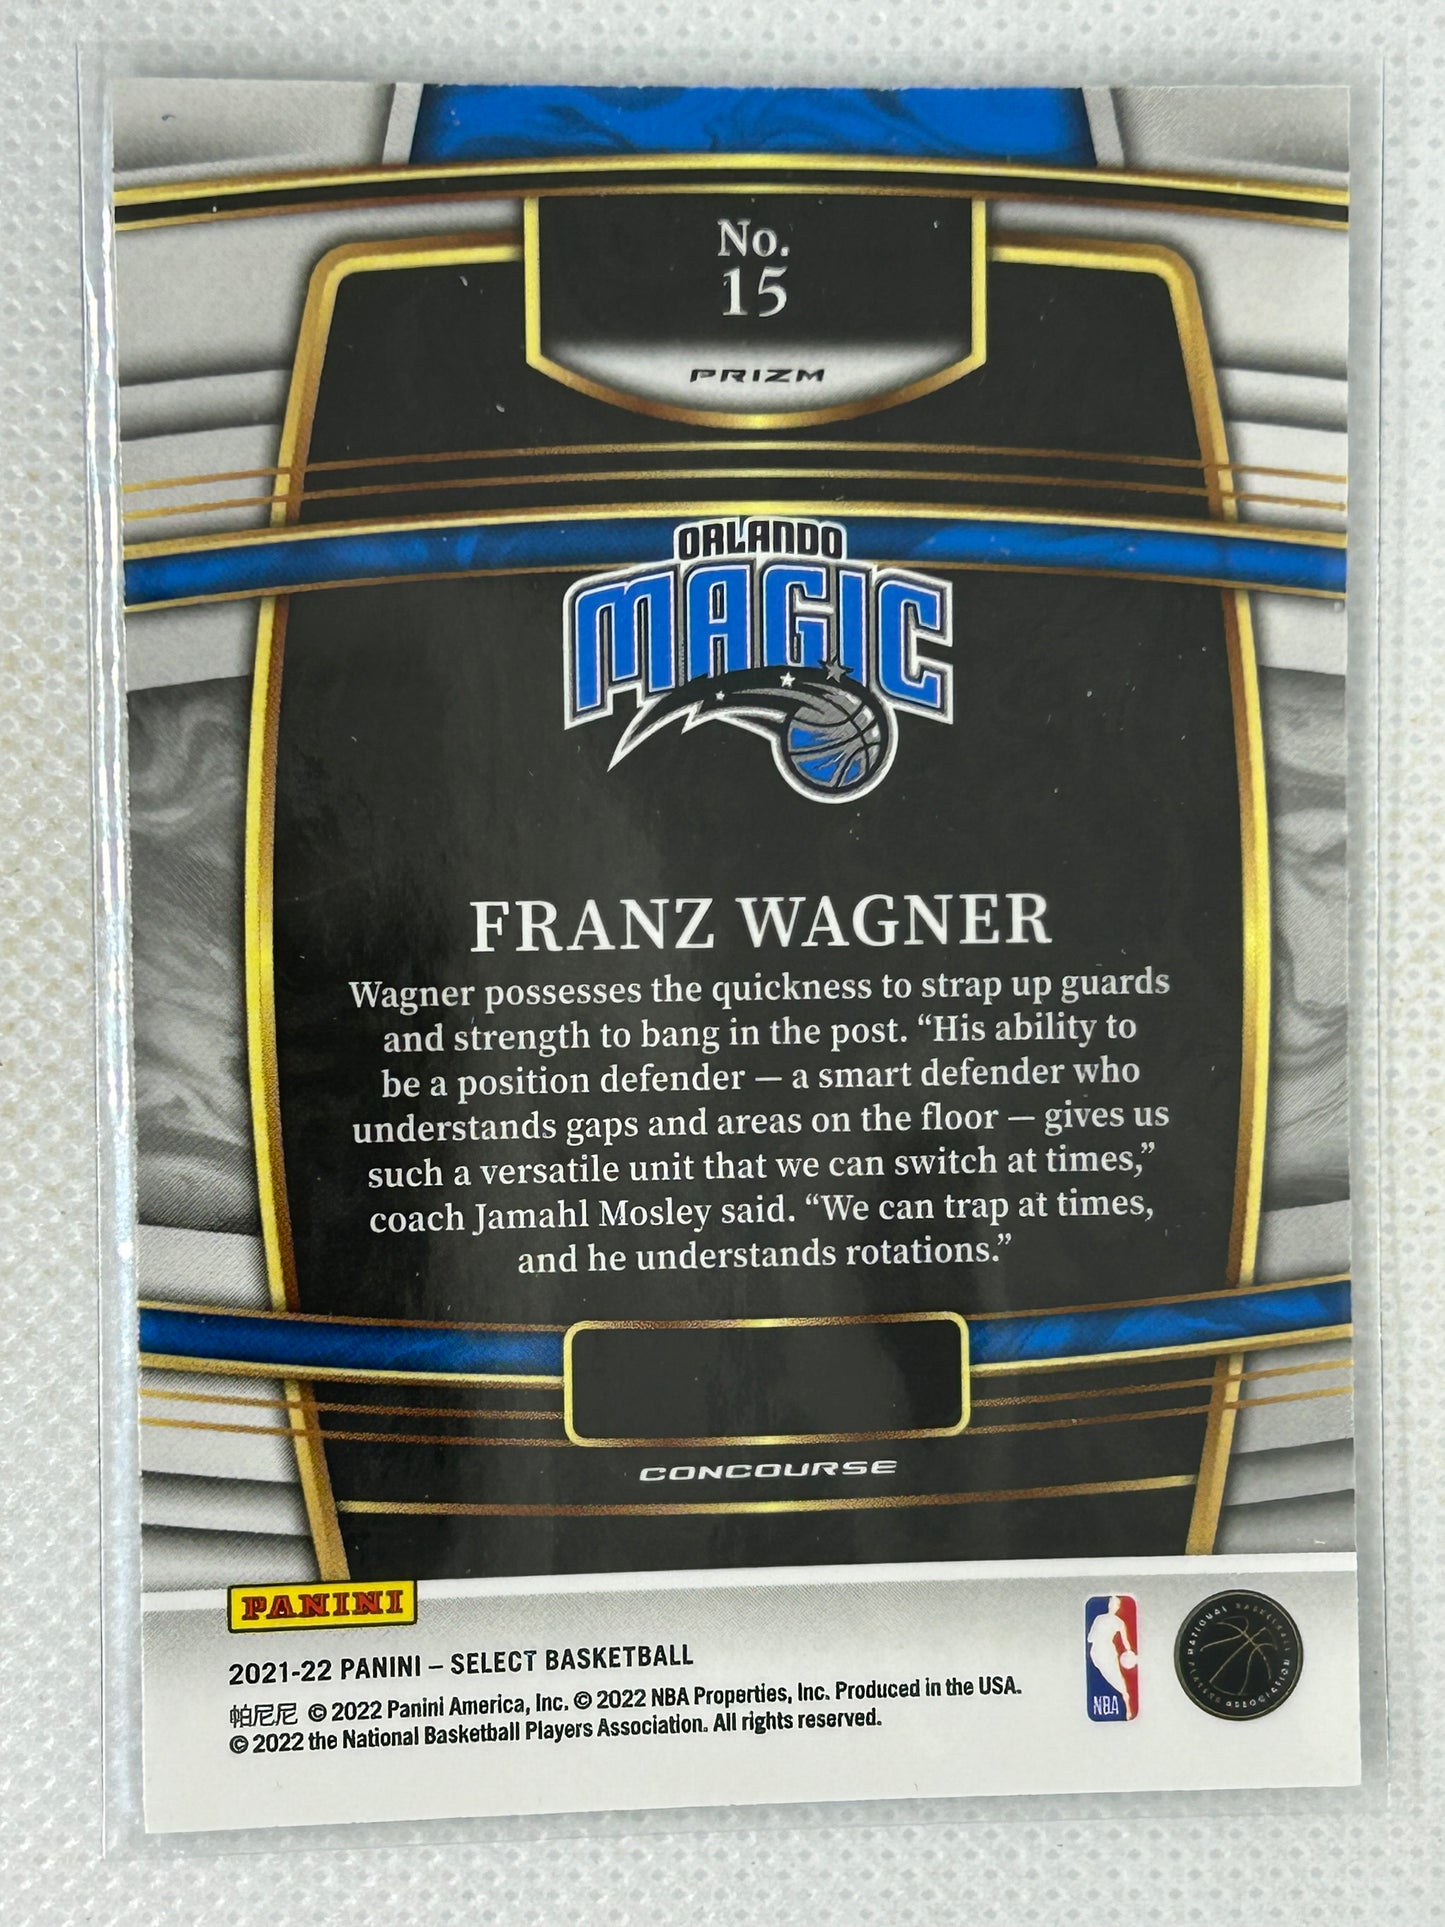 No.
15
PRIZM
ORLANDO
MAGIC
FRANZ WAGNER
Wagner possesses the quickness to strap up guards
and strength to bang in the post. “His ability to
be a position defender — a smart defender who
understands gaps and areas on the floor — gives us
such a versatile unit that we can switch at times,”
coach Jamahl Mosley said. “We can trap at times,
and he understands rotations.”
CONCOURSE
PANINI
2021-22 PANINI – SELECT BASKETBALL
帕尼尼 © 2022 Panini America, Inc. © 2022 NBA Properties, Inc. Produced in the USA.
© 2022 the National Basketball Players Association. All rights reserved.
NBA
NATIONAL BASKETBALL
PLAYERS ASSOCIATION